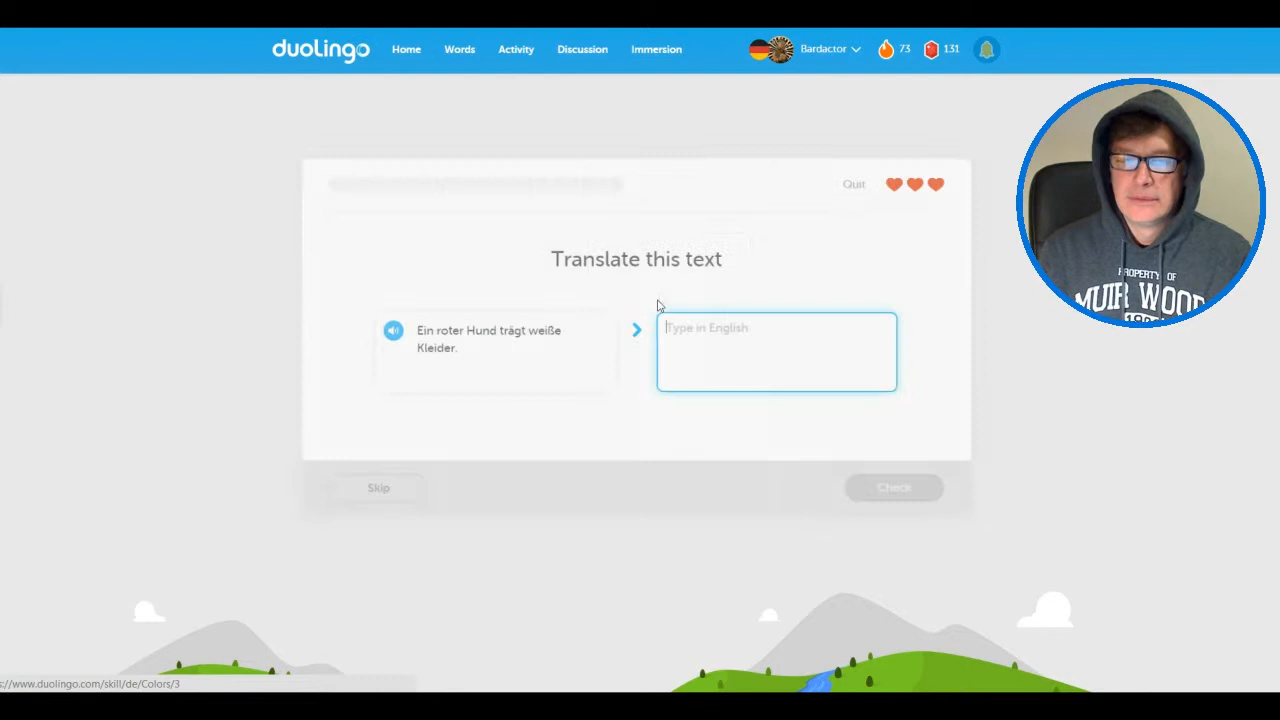 duolingo Home Words Activity Discussion Immersion Bardactor 73 131
Quit
Translate this text
Ein roter Hund trägt weiße
Kleider.
Type in English
Skip Check
PROPERTY OF
MUIR WOOD
s://www.duolingo.com/skill/de/Colors/3